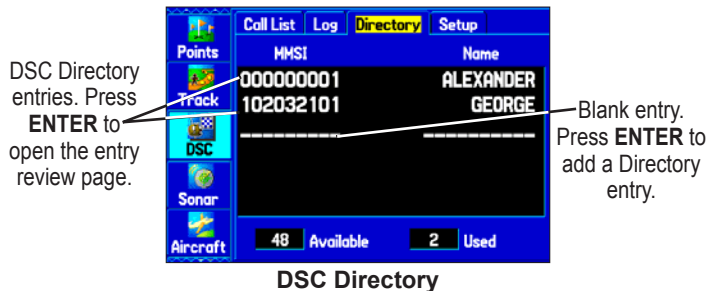 Call List Log Directory Setup
Points
Track
DSC
Sonar
Aircraft
MMSI Name
000000001 ALEXANDER
102032101 GEORGE
_________ __________
48 Available 2 Used
DSC Directory
entries. Press
ENTER to
open the entry
review page.
Blank entry.
Press ENTER to
add a Directory
entry.
DSC Directory